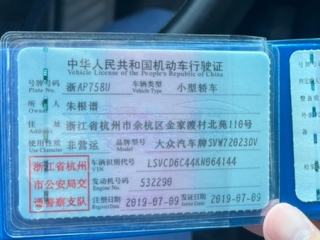 中华人民共和国机动车行驶证
Vehicle License of the People's Republic of China
号牌号码 浙AP758U 车辆类型 小型轿车
Plate No. Vehicle Type
所有人 朱根谱
Owner
住址 浙江省杭州市余杭区金家渡村北苑110号
Address
使用性质 非营运 品牌型号 大众汽车牌SVW7202SDV
Use Character Model
浙江省杭州市公安局交通警察支队
车辆识别代号 LSVCD6C44KN064144
VIN
发动机号码 532290
Engine No.
注册日期 2019-07-09 发证日期 2019-07-09
Register Date Issue Date